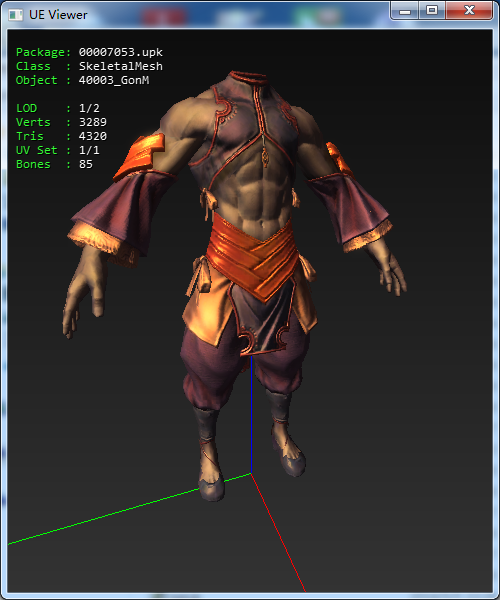 UE Viewer
Package: 00007053.upk
Class : SkeletalMesh
Object : 40003_GonM
LOD : 1/2
Verts : 3289
Tris : 4320
UV Set : 1/1
Bones : 85